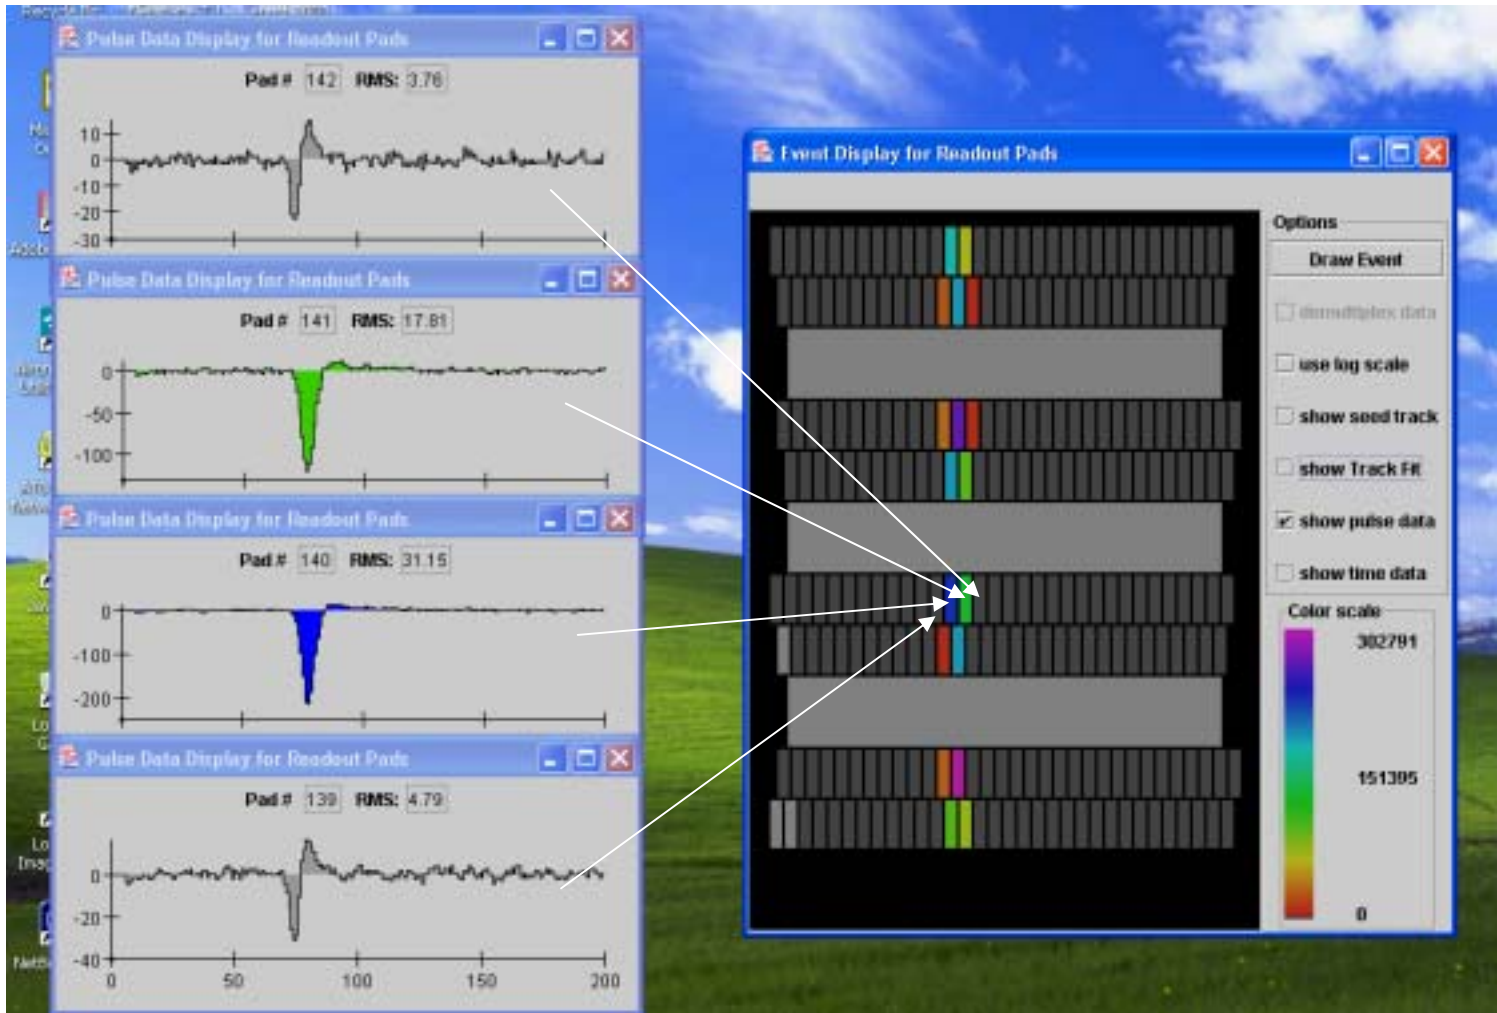 Pulse Data Display for Readout Pads
Pad # 142 RMS: 3.76
10
0
-10
-20
-30
Pulse Data Display for Readout Pads
Pad # 141 RMS: 17.81
0
-50
-100
Pulse Data Display for Readout Pads
Pad # 140 RMS: 31.15
0
-100
-200
Pulse Data Display for Readout Pads
Pad # 139 RMS: 4.79
0
-20
-40
0 50 100 150 200
Event Display for Readout Pads
Options
Draw Event
demultiplex data
use log scale
show seed track
show Track Fit
show pulse data
show time data
Color scale
302791
151395
0